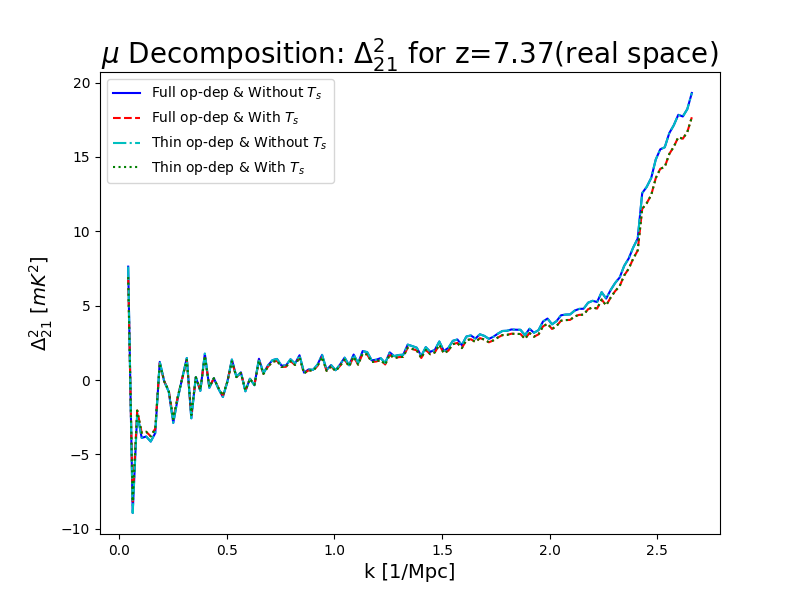 μ Decomposition: Δ²₂₁ for z=7.37(real space)
20
15
10
5
0
−5
−10
Δ²₂₁ [mK²]
Full op-dep & Without Tₛ
Full op-dep & With Tₛ
Thin op-dep & Without Tₛ
Thin op-dep & With Tₛ
0.0 0.5 1.0 1.5 2.0 2.5
k [1/Mpc]